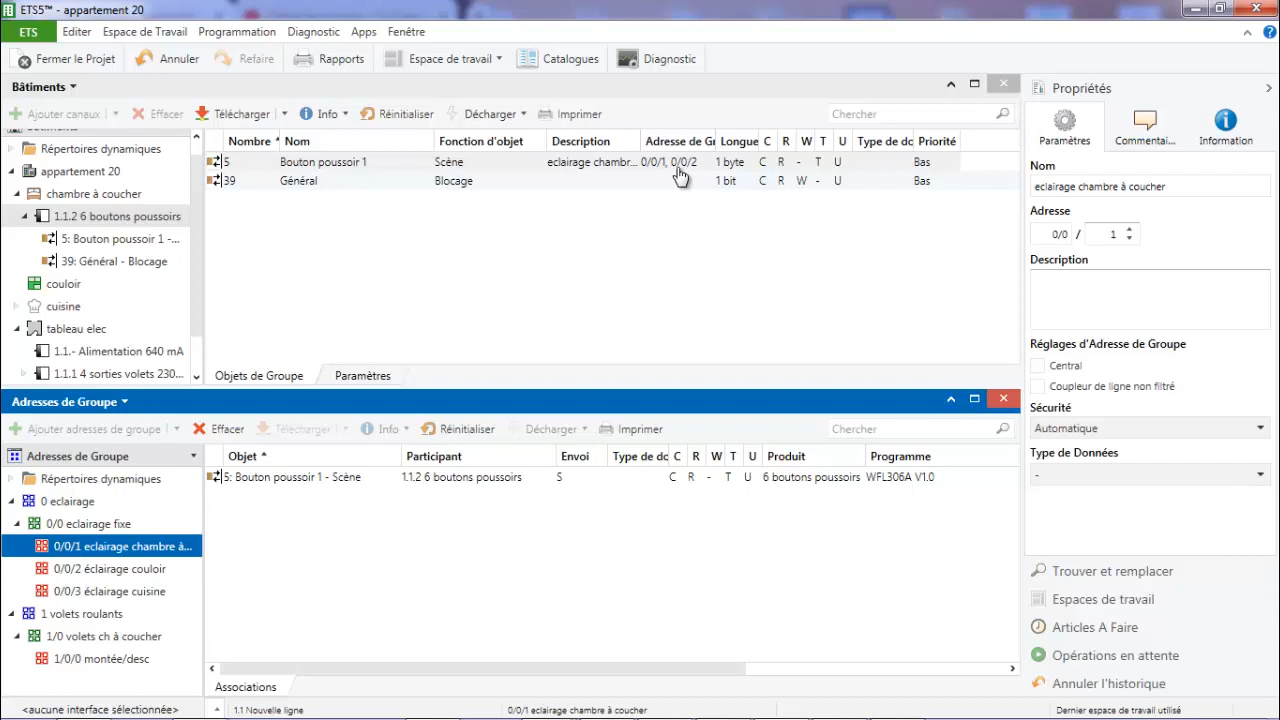 ETS5™ - appartement 20
ETS Editer Espace de Travail Programmation Diagnostic Apps Fenêtre
Fermer le Projet Annuler Refaire Rapports Espace de travail Catalogues Diagnostic
Bâtiments
Ajouter canaux Effacer Télécharger Info Réinitialiser Décharger Imprimer Chercher
Bâtiments
Répertoires dynamiques
appartement 20
chambre à coucher
1.1.2 6 boutons poussoirs
5: Bouton poussoir 1 -...
39: Général - Blocage
couloir
cuisine
tableau elec
1.1.- Alimentation 640 mA
1.1.1 4 sorties volets 230...
Nombre Nom Fonction d'objet Description Adresse de Gr Longue C R W T U Type de do Priorité
5 Bouton poussoir 1 Scène eclairage chambr... 0/0/1, 0/0/2 1 byte C R - T U Bas
39 Général Blocage 1 bit C R W - U Bas
Objets de Groupe Paramètres
Adresses de Groupe
Ajouter adresses de groupe Effacer Télécharger Info Réinitialiser Décharger Imprimer Chercher
Adresses de Groupe
Répertoires dynamiques
0 eclairage
0/0 eclairage fixe
0/0/1 eclairage chambre à...
0/0/2 éclairage couloir
0/0/3 éclairage cuisine
1 volets roulants
1/0 volets ch à coucher
1/0/0 montée/desc
Objet Participant Envoi Type de do C R W T U Produit Programme
5: Bouton poussoir 1 - Scène 1.1.2 6 boutons poussoirs S C R - T U 6 boutons poussoirs WFL306A V1.0
Associations
Propriétés
Paramètres Commentai... Information
Nom
eclairage chambre à coucher
Adresse
0/0 / 1
Description
Réglages d'Adresse de Groupe
Central
Coupleur de ligne non filtré
Sécurité
Automatique
Type de Données
-
Trouver et remplacer
Espaces de travail
Articles A Faire
Opérations en attente
Annuler l'historique
<aucune interface sélectionnée> 1.1 Nouvelle ligne 0/0/1 eclairage chambre à coucher Dernier espace de travail utilisé